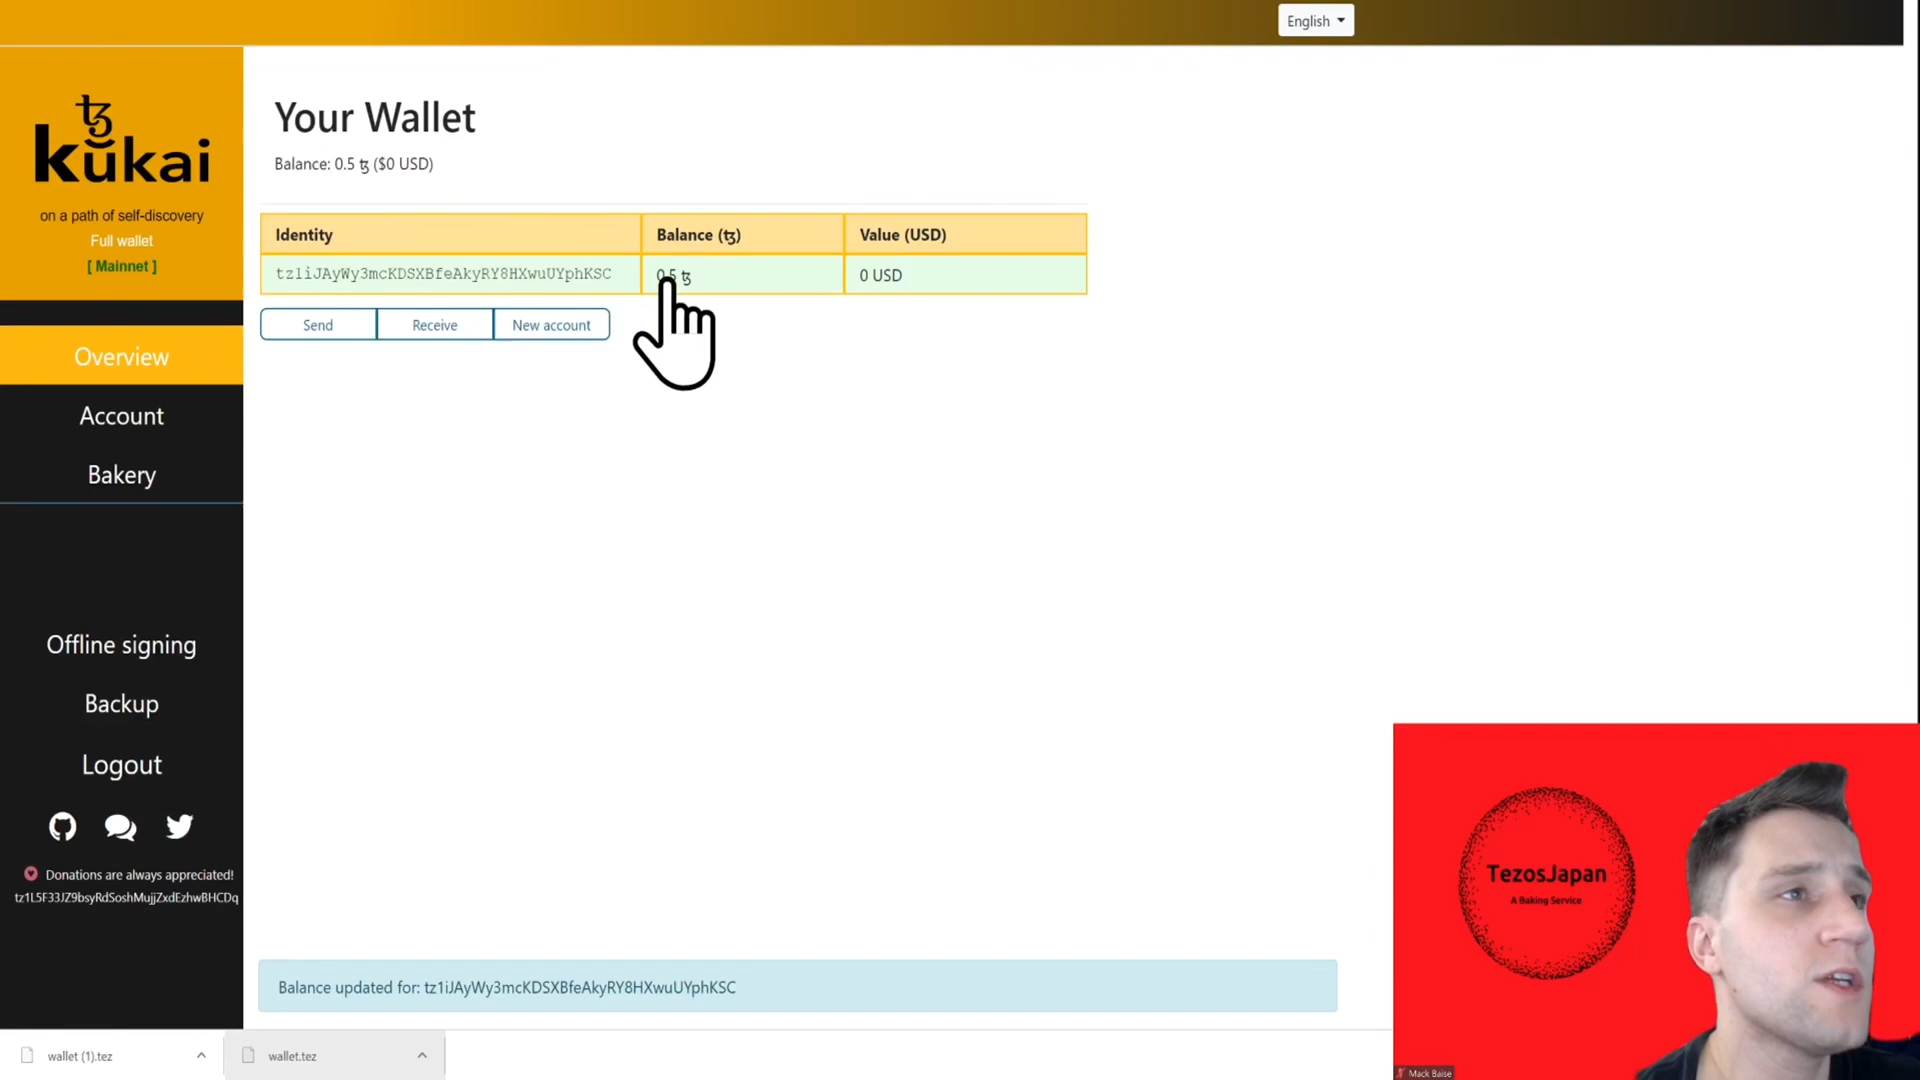 English
ꜩ
kukai
on a path of self-discovery
Full wallet
[ Mainnet ]
Overview
Account
Bakery
Offline signing
Backup
Logout
Donations are always appreciated!
tz1L5F33JZ9bsyRdSoshMujjZxdEzhwBHCDq
Your Wallet
Balance: 0.5 ꜩ ($0 USD)
Identity Balance (ꜩ) Value (USD)
tz1iJAyWy3mcKDSXBfeAkyRY8HXwuUYphKSC 0.5 ꜩ 0 USD
Send Receive New account
Balance updated for: tz1iJAyWy3mcKDSXBfeAkyRY8HXwuUYphKSC
TezosJapan
A Baking Service
Mack Baise
wallet (1).tez wallet.tez